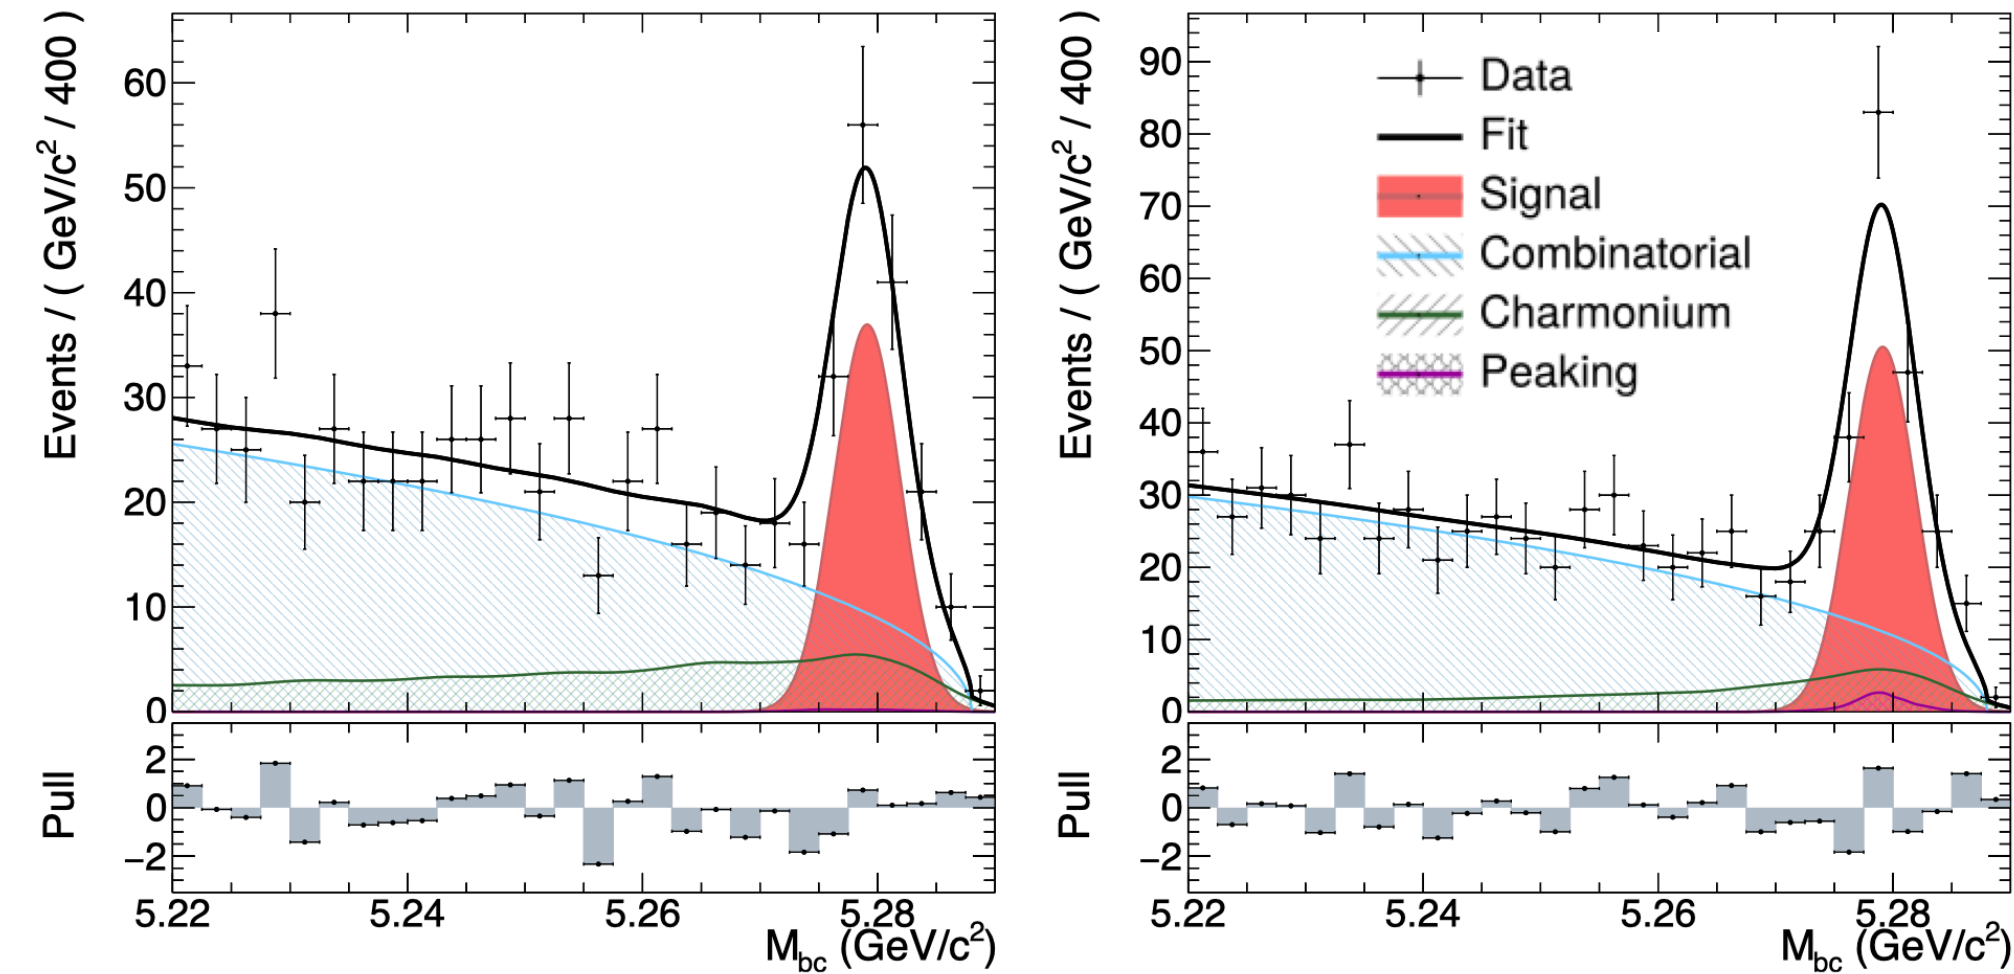 Events / ( GeV/c² / 400 )
60
50
40
30
20
10
0
Pull
2
0
−2
5.22 5.24 5.26 5.28
M_bc (GeV/c²)
Events / ( GeV/c² / 400 )
90
80
70
60
50
40
30
20
10
0
Data
Fit
Signal
Combinatorial
Charmonium
Peaking
Pull
2
0
−2
5.22 5.24 5.26 5.28
M_bc (GeV/c²)